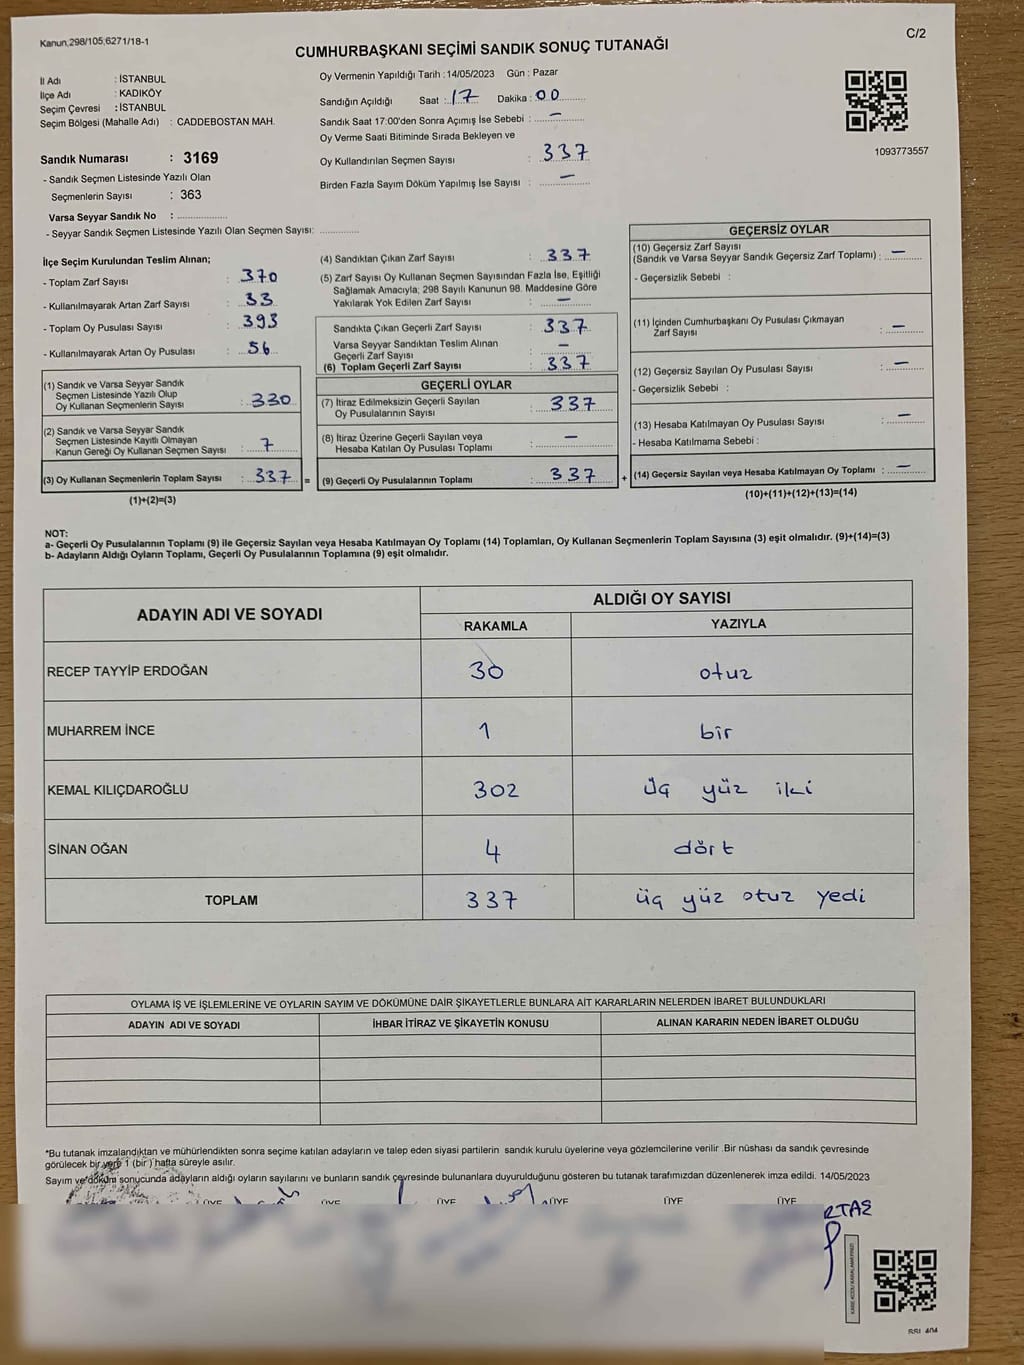 Kanun,298/105,6271/18-1
C/2
CUMHURBAŞKANI SEÇİMİ SANDIK SONUÇ TUTANAĞI
İl Adı : İSTANBUL
İlçe Adı : KADIKÖY
Seçim Çevresi : İSTANBUL
Seçim Bölgesi (Mahalle Adı) : CADDEBOSTAN MAH.
Sandık Numarası : 3169
- Sandık Seçmen Listesinde Yazılı Olan
Seçmenlerin Sayısı : 363
Varsa Seyyar Sandık No :
- Seyyar Sandık Seçmen Listesinde Yazılı Olan Seçmen Sayısı:
Oy Vermenin Yapıldığı Tarih : 14/05/2023 Gün : Pazar
Sandığın Açıldığı Saat : 17 Dakika : 00
Sandık Saat 17:00'den Sonra Açımış İse Sebebi : —
Oy Verme Saati Bitiminde Sırada Bekleyen ve
Oy Kullandırılan Seçmen Sayısı : 337
Birden Fazla Sayım Döküm Yapılmış İse Sayısı : —
1093773557
İlçe Seçim Kurulundan Teslim Alınan;
- Toplam Zarf Sayısı : 370
- Kullanılmayarak Artan Zarf Sayısı : 33
- Toplam Oy Pusulası Sayısı : 393
- Kullanılmayarak Artan Oy Pusulası : 56
(1) Sandık ve Varsa Seyyar Sandık
Seçmen Listesinde Yazılı Olup
Oy Kullanan Seçmenlerin Sayısı : 330
(2) Sandık ve Varsa Seyyar Sandık
Seçmen Listesinde Kayıtlı Olmayan
Kanun Gereği Oy Kullanan Seçmen Sayısı : 7
(3) Oy Kullanan Seçmenlerin Toplam Sayısı : 337 =
(1)+(2)=(3)
(4) Sandıktan Çıkan Zarf Sayısı : 337
(5) Zarf Sayısı Oy Kullanan Seçmen Sayısından Fazla İse, Eşitliği
Sağlamak Amacıyla; 298 Sayılı Kanunun 98. Maddesine Göre
Yakılarak Yok Edilen Zarf Sayısı : —
Sandıkta Çıkan Geçerli Zarf Sayısı : 337
Varsa Seyyar Sandıktan Teslim Alınan
Geçerli Zarf Sayısı : —
(6) Toplam Geçerli Zarf Sayısı : 337
GEÇERLİ OYLAR
(7) İtiraz Edilmeksizin Geçerli Sayılan
Oy Pusulalarının Sayısı : 337
(8) İtiraz Üzerine Geçerli Sayılan veya
Hesaba Katılan Oy Pusulası Toplamı : —
(9) Geçerli Oy Pusulalarının Toplamı : 337 +
GEÇERSİZ OYLAR
(10) Geçersiz Zarf Sayısı
(Sandık ve Varsa Seyyar Sandık Geçersiz Zarf Toplamı) : —
- Geçersizlik Sebebi :
(11) İçinden Cumhurbaşkanı Oy Pusulası Çıkmayan
Zarf Sayısı : —
(12) Geçersiz Sayılan Oy Pusulası Sayısı : —
- Geçersizlik Sebebi :
(13) Hesaba Katılmayan Oy Pusulası Sayısı : —
- Hesaba Katılmama Sebebi :
(14) Geçersiz Sayılan veya Hesaba Katılmayan Oy Toplamı : —
(10)+(11)+(12)+(13)=(14)
NOT:
a- Geçerli Oy Pusulalarının Toplamı (9) ile Geçersiz Sayılan veya Hesaba Katılmayan Oy Toplamı (14) Toplamları, Oy Kullanan Seçmenlerin Toplam Sayısına (3) eşit olmalıdır. (9)+(14)=(3)
b- Adayların Aldığı Oyların Toplamı, Geçerli Oy Pusulalarının Toplamına (9) eşit olmalıdır.
ADAYIN ADI VE SOYADI
ALDIĞI OY SAYISI
RAKAMLA YAZIYLA
RECEP TAYYİP ERDOĞAN 30 otuz
MUHARREM İNCE 1 bir
KEMAL KILIÇDAROĞLU 302 üç yüz iki
SİNAN OĞAN 4 dört
TOPLAM 337 üç yüz otuz yedi
OYLAMA İŞ VE İŞLEMLERİNE VE OYLARIN SAYIM VE DÖKÜMÜNE DAİR ŞİKAYETLERLE BUNLARA AİT KARARLARIN NELERDEN İBARET BULUNDUKLARI
ADAYIN ADI VE SOYADI İHBAR İTİRAZ VE ŞİKAYETİN KONUSU ALINAN KARARIN NEDEN İBARET OLDUĞU
*Bu tutanak imzalandıktan ve mühürlendikten sonra seçime katılan adayların ve talep eden siyasi partilerin sandık kurulu üyelerine veya gözlemcilerine verilir. Bir nüshası da sandık çevresinde
görülecek bir yere 1 (bir) hafta süreyle asılır.
Sayım ve döküm sonucunda adayların aldığı oyların sayılarını ve bunların sandık çevresinde bulunanlara duyurulduğunu gösteren bu tutanak tarafımızdan düzenlenerek imza edildi. 14/05/2023
ÜYE ÜYE ÜYE ÜYE ÜYE ÜYE